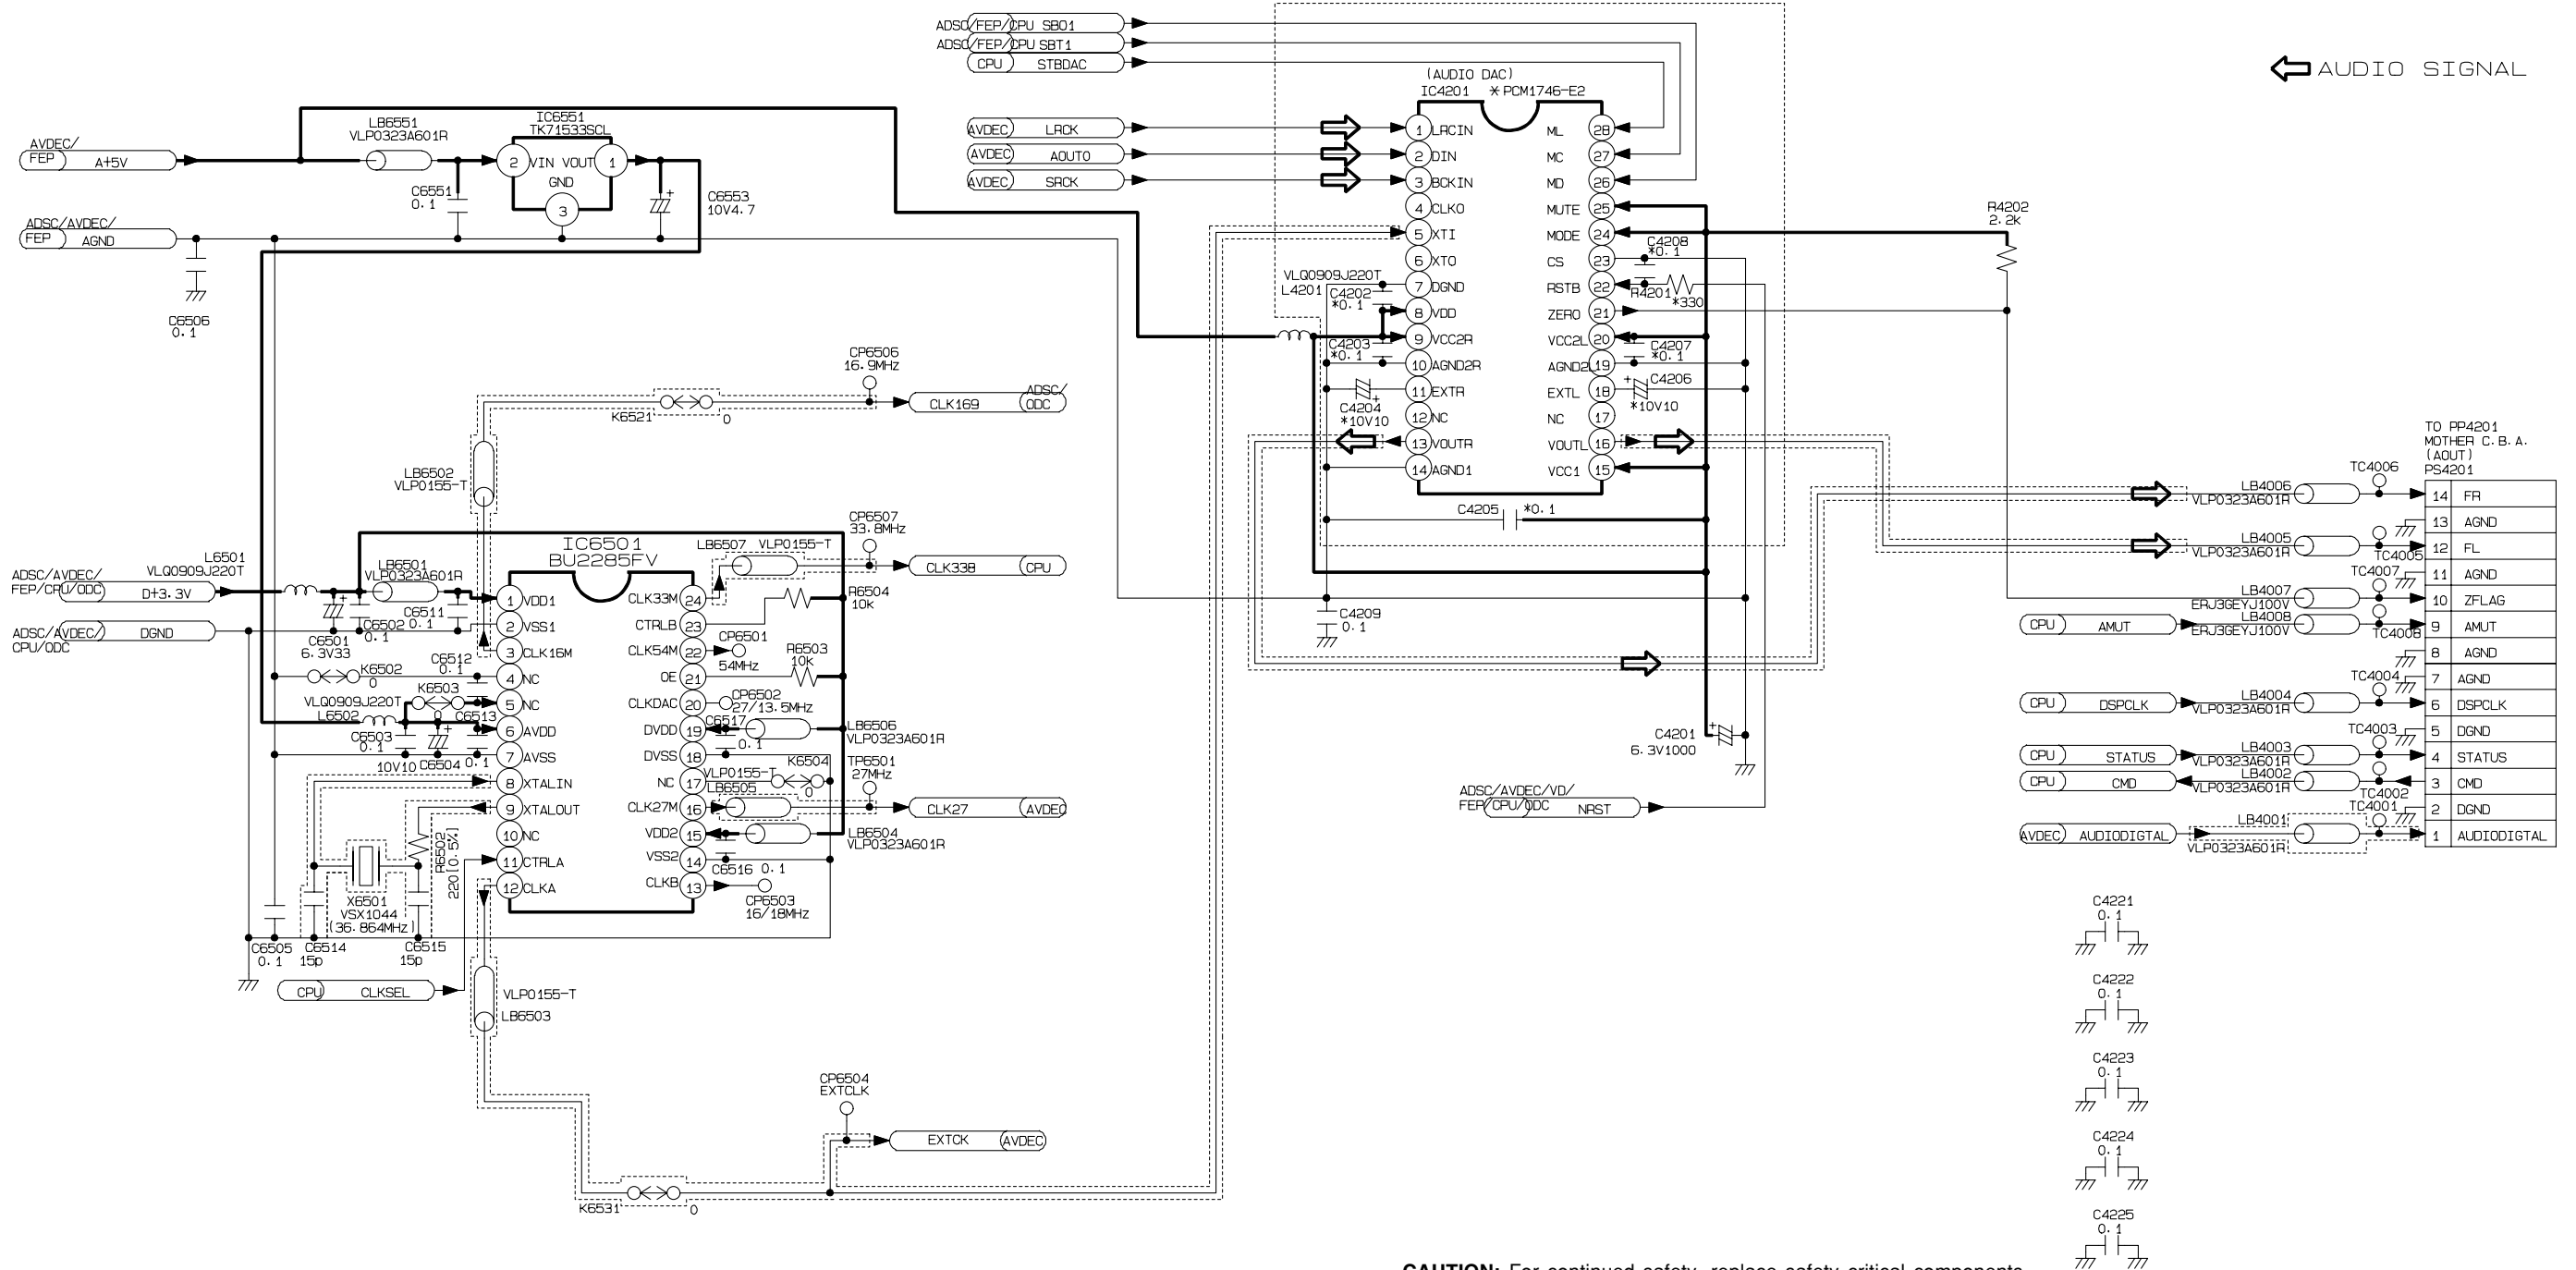 ADSC/FEP/CPU SBO1
ADSC/FEP/CPU SBT1
CPU STBDAC
AUDIO SIGNAL
(AUDIO DAC)
IC4201 * PCM1746-E2
AVDEC LRCK
AVDEC AOUT0
AVDEC SRCK
1 LRCIN
2 DIN
3 BCKIN
4 CLKO
5 XTI
6 XTO
7 DGND
8 VDD
9 VCC2R
10 AGND2R
11 EXTR
12 NC
13 VOUTR
14 AGND1
ML 28
MC 27
MD 26
MUTE 25
MODE 24
CS 23
RSTB 22
ZERO 21
VCC2L 20
AGND2L 19
EXTL 18
NC 17
VOUTL 16
VCC1 15
AVDEC/
FEP A+5V
LB6551
VLP0323A601R
IC6551
TK71533SCL
2 VIN VOUT 1
GND
3
C6551
0.1
C6553
10V4.7
ADSC/AVDEC/
FEP AGND
C6506
0.1
VLQ0909J220T
L4201
C4202
*0.1
C4203
*0.1
C4204
*10V10
C4208
*0.1
R4201
*330
C4207
*0.1
C4206
*10V10
C4205 *0.1
R4202
2.2K
C4209
0.1
C4201
6.3V1000
ADSC/AVDEC/VD/
FEP/CPU/ODC NRST
CP6506
16.9MHz
K6521 0
CLK169
ADSC/
ODC
LB6502
VLP0155-T
CP6507
33.8MHz
LB6507 VLP0155-T
CLK338 CPU
IC6501
BU2285FV
L6501
VLQ0909J220T
LB6501
VLP0323A601R
ADSC/AVDEC/
FEP/CPU/ODC D+3.3V
ADSC/AVDEC/
CPU/ODC
DGND
C6501
6.3V33
C6502
0.1
C6511
0.1
C6512
0.1
K6502
0
VLQ0909J220T
L6502
K6503
0
C6513
0.1
C6503
0.1
10V10 C6504
1 VDD1
2 VSS1
3 CLK16M
4 NC
5 NC
6 AVDD
7 AVSS
8 XTALIN
9 XTALOUT
10 NC
11 CTRLA
12 CLKA
CLK33M 24
CTRLB 23
CLK54M 22
OE 21
CLKDAC 20
DVDD 19
DVSS 18
NC 17
CLK27M 16
VDD2 15
VSS2 14
CLKB 13
R6504
10k
CP6501
54MHz
R6503
10k
CP6502
27/13.5MHz
C6517
0.1
LB6506
VLP0323A601R
VLP0155-T
LB6505
K6504
0
TP6501
27MHz
CLK27 AVDEC
LB6504
VLP0323A601R
C6516 0.1
CP6503
16/18MHz
R6502
220[0.5%]
X6501
VSX1044
(36.864MHz)
C6505
0.1
C6514
15p
C6515
15p
CPU CLKSEL
VLP0155-T
LB6503
CP6504
EXTCLK
EXTCK AVDEC
K6531 0
TO PP4201
MOTHER C.B.A.
(AOUT)
PS4201
14 FR
13 AGND
12 FL
11 AGND
10 ZFLAG
9 AMUT
8 AGND
7 AGND
6 DSPCLK
5 DGND
4 STATUS
3 CMD
2 DGND
1 AUDIODIGTAL
TC4006
LB4006
VLP0323A601R
LB4005
VLP0323A601R
TC4005
TC4007
LB4007
ERJ3GEYJ100V
CPU AMUT
LB4008
ERJ3GEYJ100V
TC4008
TC4004
CPU DSPCLK
LB4004
VLP0323A601R
TC4003
CPU STATUS
LB4003
VLP0323A601R
CPU CMD
LB4002
VLP0323A601R
TC4002
TC4001
AVDEC AUDIODIGTAL
LB4001
VLP0323A601R
C4221
0.1
C4222
0.1
C4223
0.1
C4224
0.1
C4225
0.1
CAUTION: For continued safety, replace safety critical components